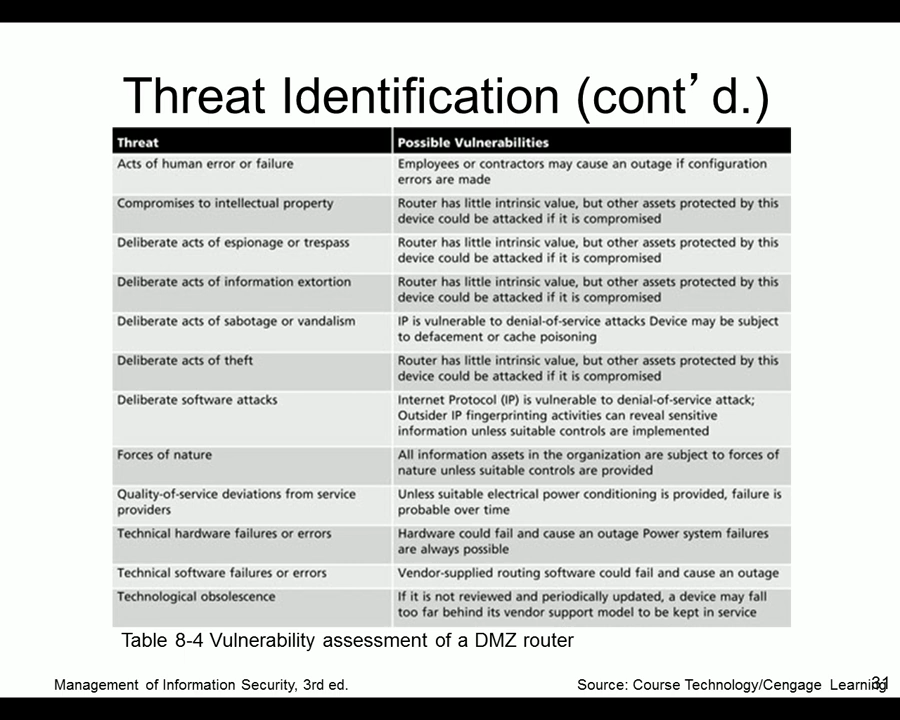 Threat Identification (cont’d.)
Threat Possible Vulnerabilities
Acts of human error or failure Employees or contractors may cause an outage if configuration
errors are made
Compromises to intellectual property Router has little intrinsic value, but other assets protected by this
device could be attacked if it is compromised
Deliberate acts of espionage or trespass Router has little intrinsic value, but other assets protected by this
device could be attacked if it is compromised
Deliberate acts of information extortion Router has little intrinsic value, but other assets protected by this
device could be attacked if it is compromised
Deliberate acts of sabotage or vandalism IP is vulnerable to denial-of-service attacks Device may be subject
to defacement or cache poisoning
Deliberate acts of theft Router has little intrinsic value, but other assets protected by this
device could be attacked if it is compromised
Deliberate software attacks Internet Protocol (IP) is vulnerable to denial-of-service attack;
Outsider IP fingerprinting activities can reveal sensitive
information unless suitable controls are implemented
Forces of nature All information assets in the organization are subject to forces of
nature unless suitable controls are provided
Quality-of-service deviations from service Unless suitable electrical power conditioning is provided, failure is
providers probable over time
Technical hardware failures or errors Hardware could fail and cause an outage Power system failures
are always possible
Technical software failures or errors Vendor-supplied routing software could fail and cause an outage
Technological obsolescence If it is not reviewed and periodically updated, a device may fall
too far behind its vendor support model to be kept in service
Table 8-4 Vulnerability assessment of a DMZ router
Management of Information Security, 3rd ed. Source: Course Technology/Cengage Learning
31